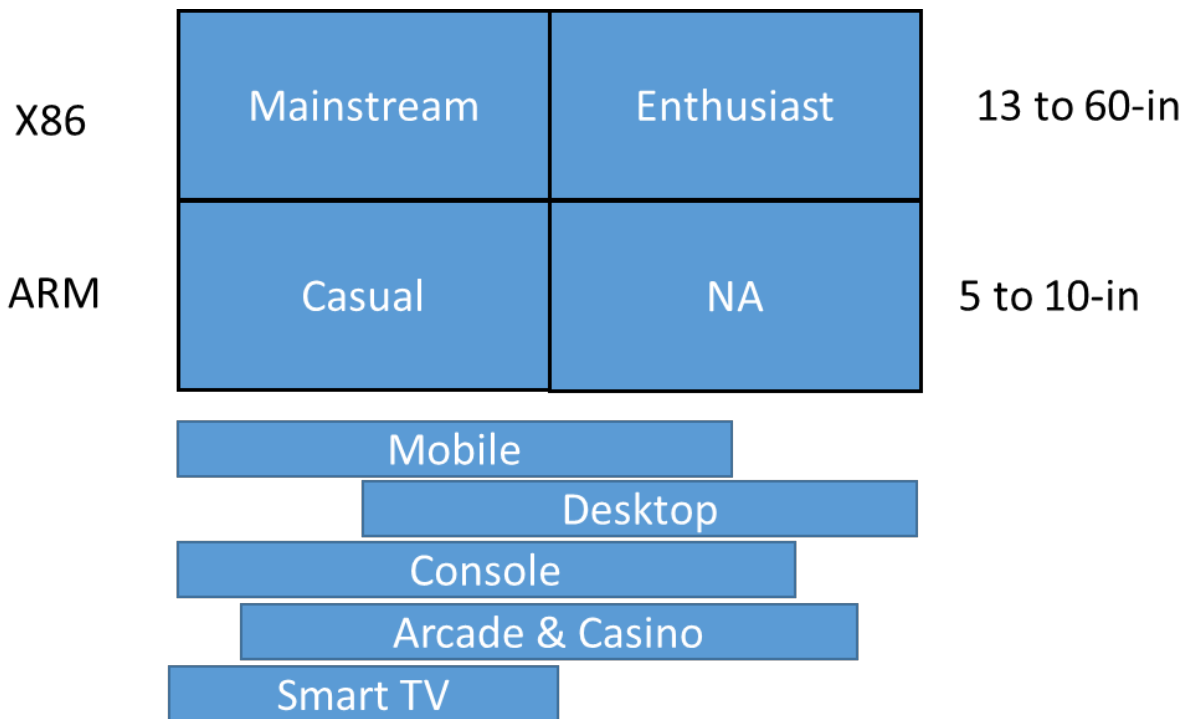 X86
Mainstream
Enthusiast
13 to 60-in
ARM
Casual
NA
5 to 10-in
Mobile
Desktop
Console
Arcade & Casino
Smart TV